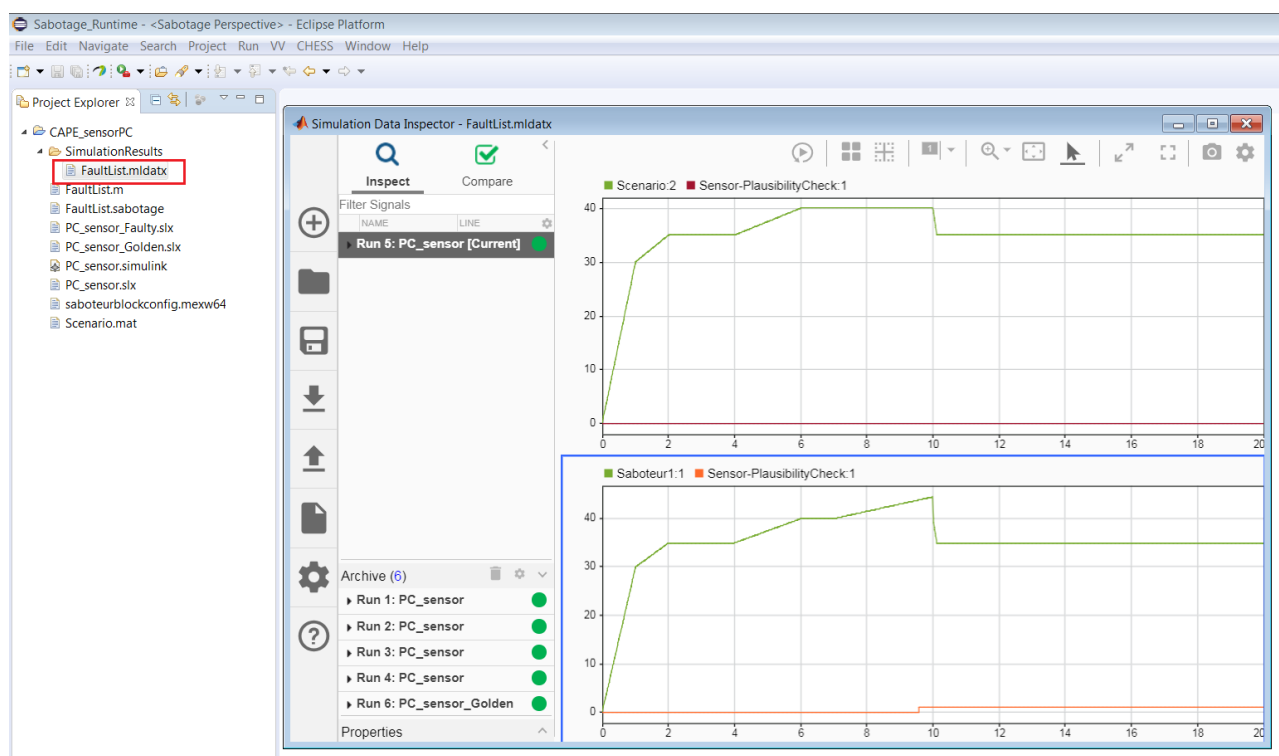 Sabotage_Runtime - <Sabotage Perspective> - Eclipse Platform
File Edit Navigate Search Project Run VV CHESS Window Help
Project Explorer
CAPE_sensorPC
SimulationResults
FaultList.mldatx
FaultList.m
FaultList.sabotage
PC_sensor_Faulty.slx
PC_sensor_Golden.slx
PC_sensor.simulink
PC_sensor.slx
saboteurblockconfig.mexw64
Scenario.mat
Simulation Data Inspector - FaultList.mldatx
Inspect Compare
Filter Signals
NAME LINE
Run 5: PC_sensor [Current]
Archive (6)
Run 1: PC_sensor
Run 2: PC_sensor
Run 3: PC_sensor
Run 4: PC_sensor
Run 6: PC_sensor_Golden
Properties
1
Scenario:2 Sensor-PlausibilityCheck:1
40
30
20
10
0
0 2 4 6 8 10 12 14 16 18 20
Saboteur1:1 Sensor-PlausibilityCheck:1
40
30
20
10
0
0 2 4 6 8 10 12 14 16 18 20